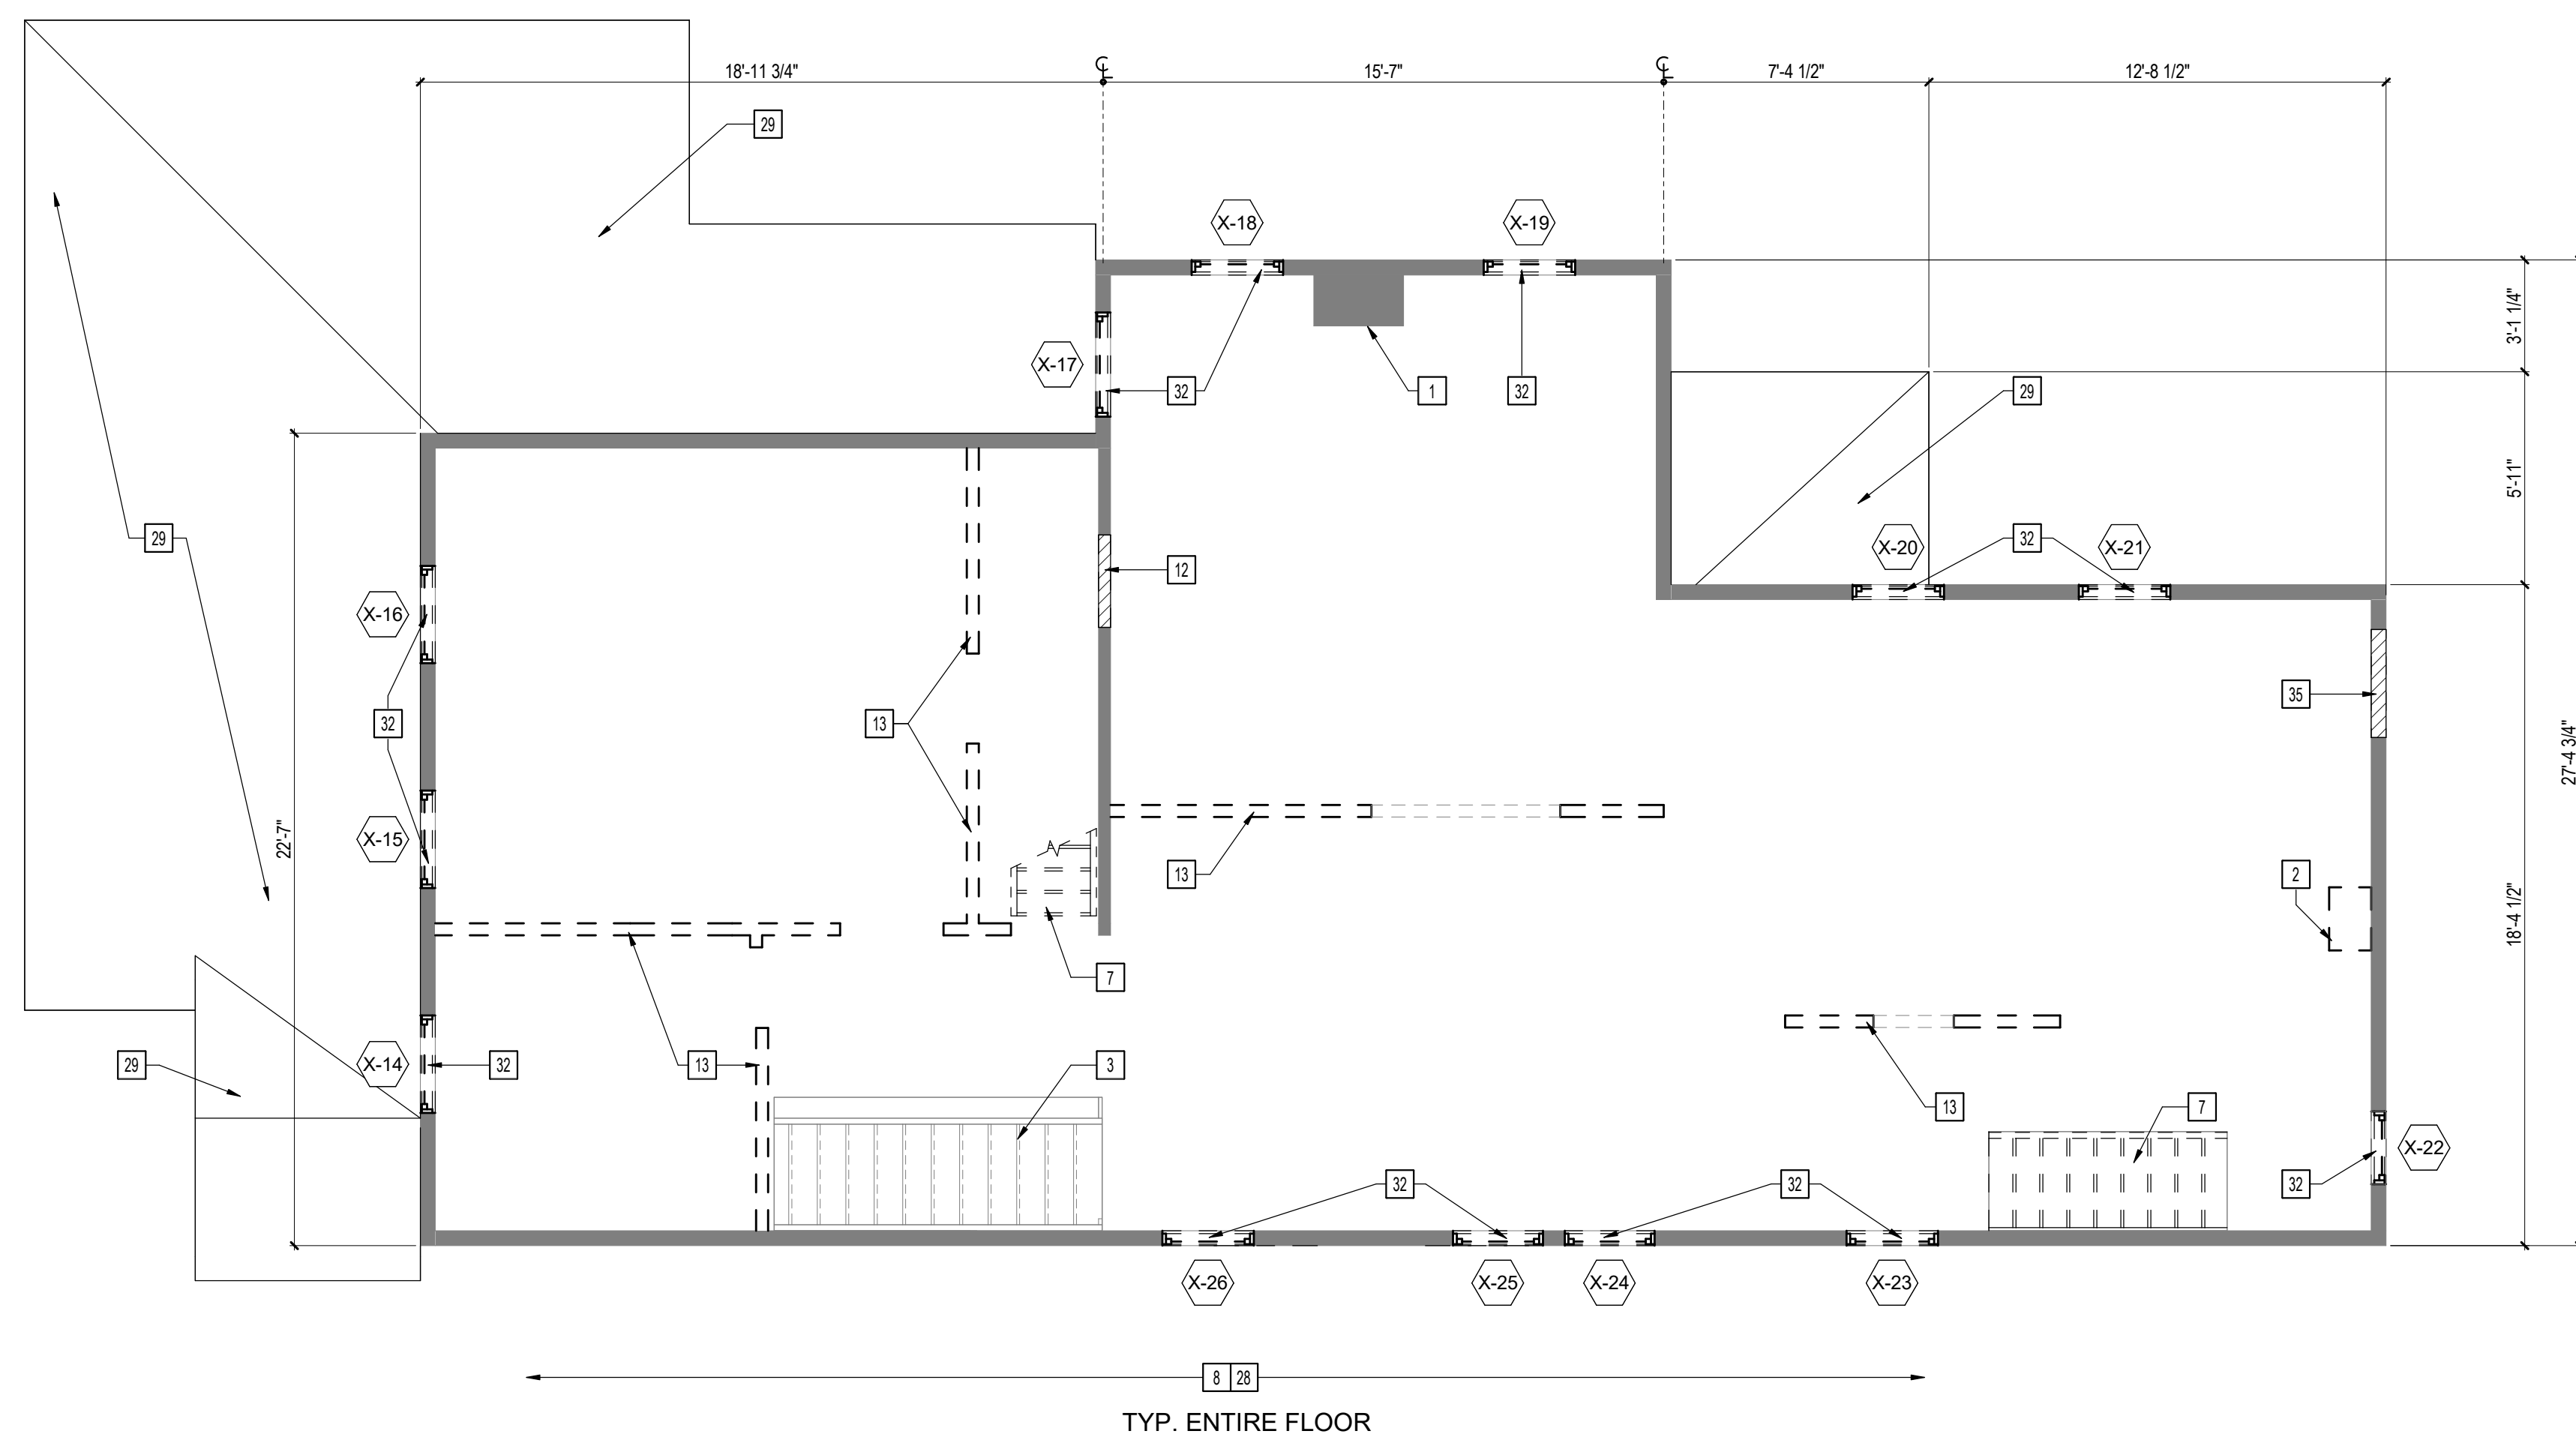 18'-11 3/4"
15'-7"
7'-4 1/2"
12'-8 1/2"
29
X-18
X-19
3'-1 1/4"
X-17
32
1
32
29
5'-11"
29
X-20
32
X-21
12
X-16
35
32
13
27'-4 3/4"
X-15
22'-7"
13
2
18'-4 1/2"
7
29
X-14
32
13
3
13
7
X-22
32
32
32
X-26
X-25
X-24
X-23
8 28
TYP. ENTIRE FLOOR